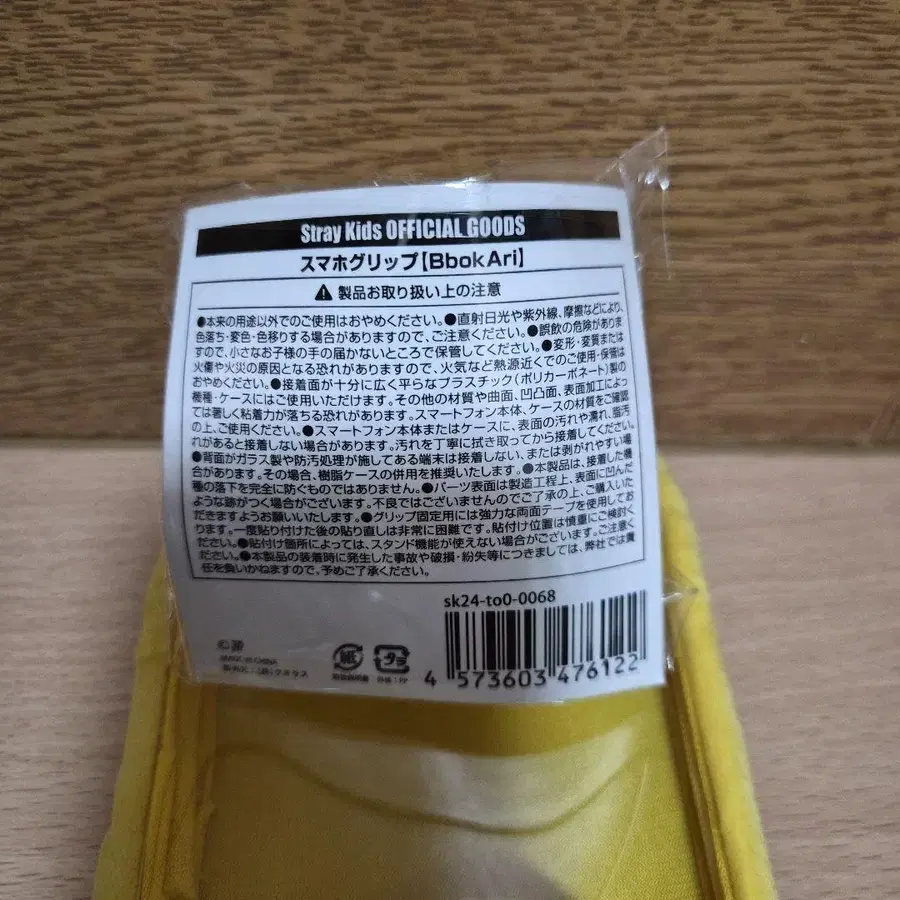 Stray Kids OFFICIAL GOODS
スマホグリップ【BbokAri】
⚠ 製品お取り扱い上の注意
●本来の用途以外でのご使用はおやめください。●直射日光や紫外線、摩擦などにより、
色落ち・変色・色移りする場合がありますので、ご注意ください。●誤飲の危険がありま
すので、小さなお子様の手の届かないところで保管してください。●変形・変質または
火傷や火災の原因となる恐れがありますので、火気など熱源近くでのご使用・保管は
おやめください。●接着面が十分に広く平らなプラスチック(ポリカーボネート)製の
機種・ケースにはご使用いただけます。その他の材質や曲面、凹凸面、表面加工によっ
ては著しく粘着力が落ちる恐れがあります。スマートフォン本体、ケースの材質をご確認
の上、ご使用ください。●スマートフォン本体またはケースに、表面の汚れや濡れ、脂汚
れがあると接着しない場合があります。汚れを丁寧に拭き取ってから接着してください。
●背面がガラス製や防汚処理が施してある端末は接着しない、または剥がれやすい場
合があります。その場合、樹脂ケースの併用を推奨いたします。●本製品は、接着した機
種の落下を完全に防ぐものではありません。●パーツ表面は製造工程上、表面に凹んだ
ような跡がつく場合がございます。不良ではございませんのでご了承の上、ご購入いた
だきますようお願いいたします。●グリップ固定用には強力な両面テープを使用してお
ります。一度貼り付けた後の貼り直しは非常に困難です。貼付け位置は慎重にご検討く
ださい。●貼付け箇所によっては、スタンド機能が使えない場合がございます。ご注意く
ださい。●本製品の装着時に発生した事故や破損・紛失等につきましては、弊社では責
任を負いかねますので、予めご了承ください。
sk24-to0-0068
MADE IN CHINA
紙
プラ
取扱説明書
外装:PP
4 573603 476122